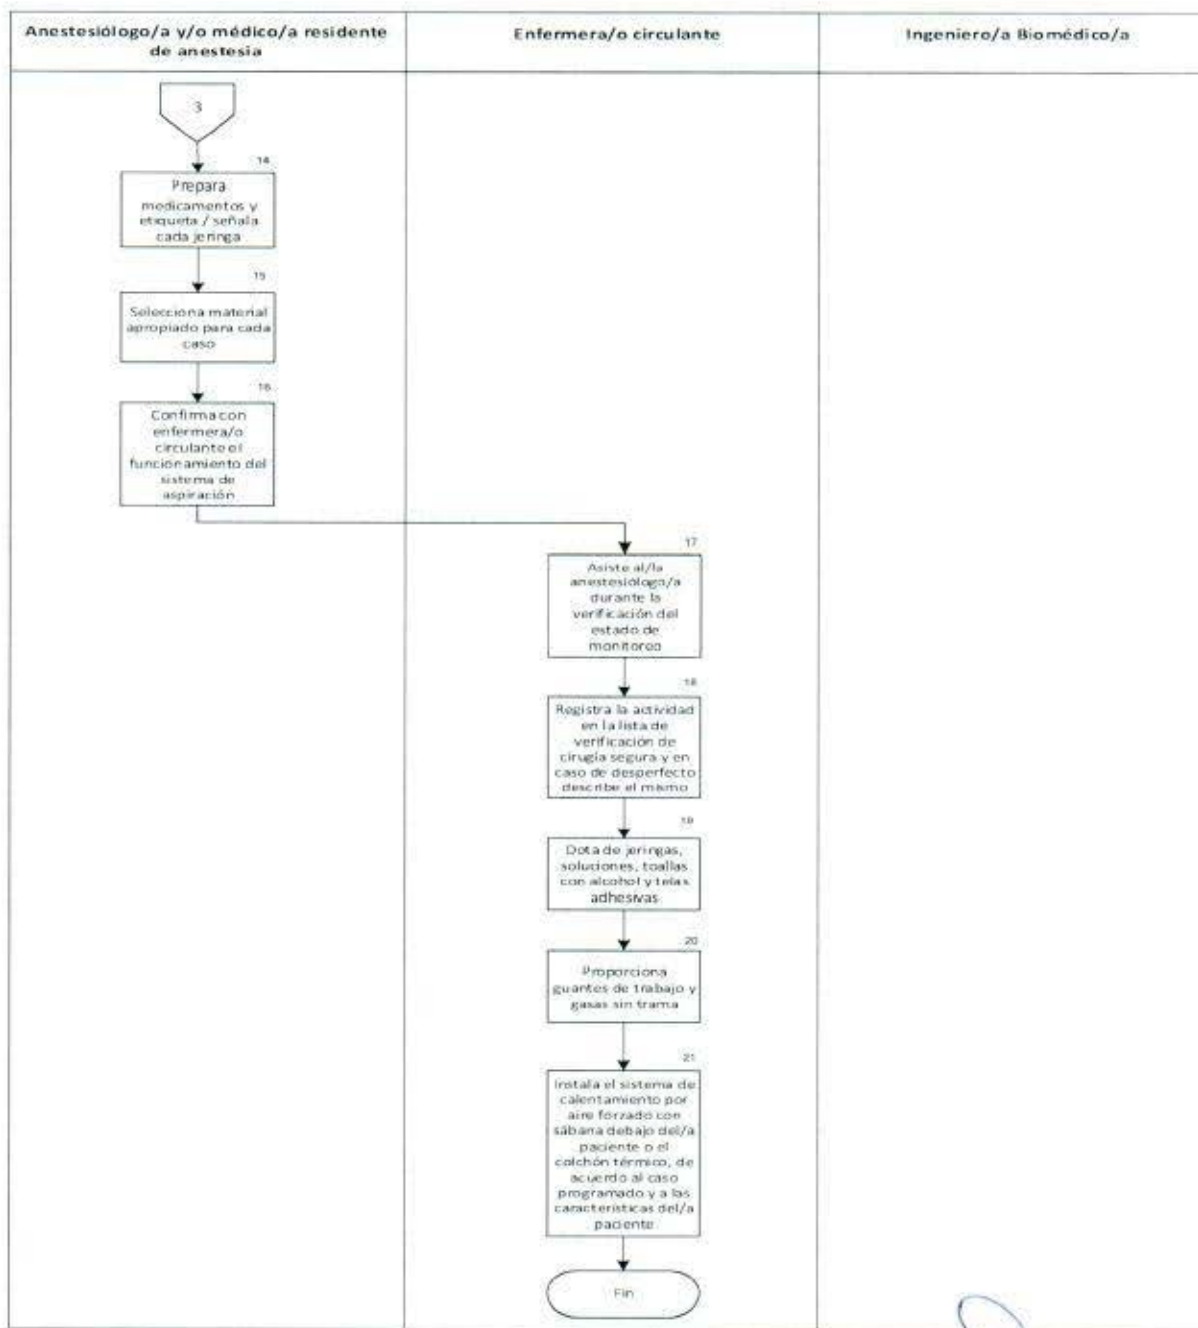 Anestesiólogo/a y/o médico/a residente
de anestesia
Enfermera/o circulante
Ingeniero/a Biomédico/a
3
14
Prepara
medicamentos y
etiqueta / señala
cada jeringa
15
Selecciona material
apropiado para cada
caso
16
Confirma con
enfermera/o
circulante el
funcionamiento del
sistema de
aspiración
17
Asiste al/la
anestesiólogo/a
durante la
verificación del
estado de
monitoreo
18
Registra la actividad
en la lista de
verificación de
cirugía segura y en
caso de desperfecto
describe el mismo
19
Dota de jeringas,
soluciones, toallas
con alcohol y telas
adhesivas
20
Proporciona
guantes de trabajo y
gasas sin trama
21
Instala el sistema de
calentamiento por
aire forzado con
sábana debajo del/a
paciente o el
colchón térmico, de
acuerdo al caso
programado y a las
características del/a
paciente
Fin